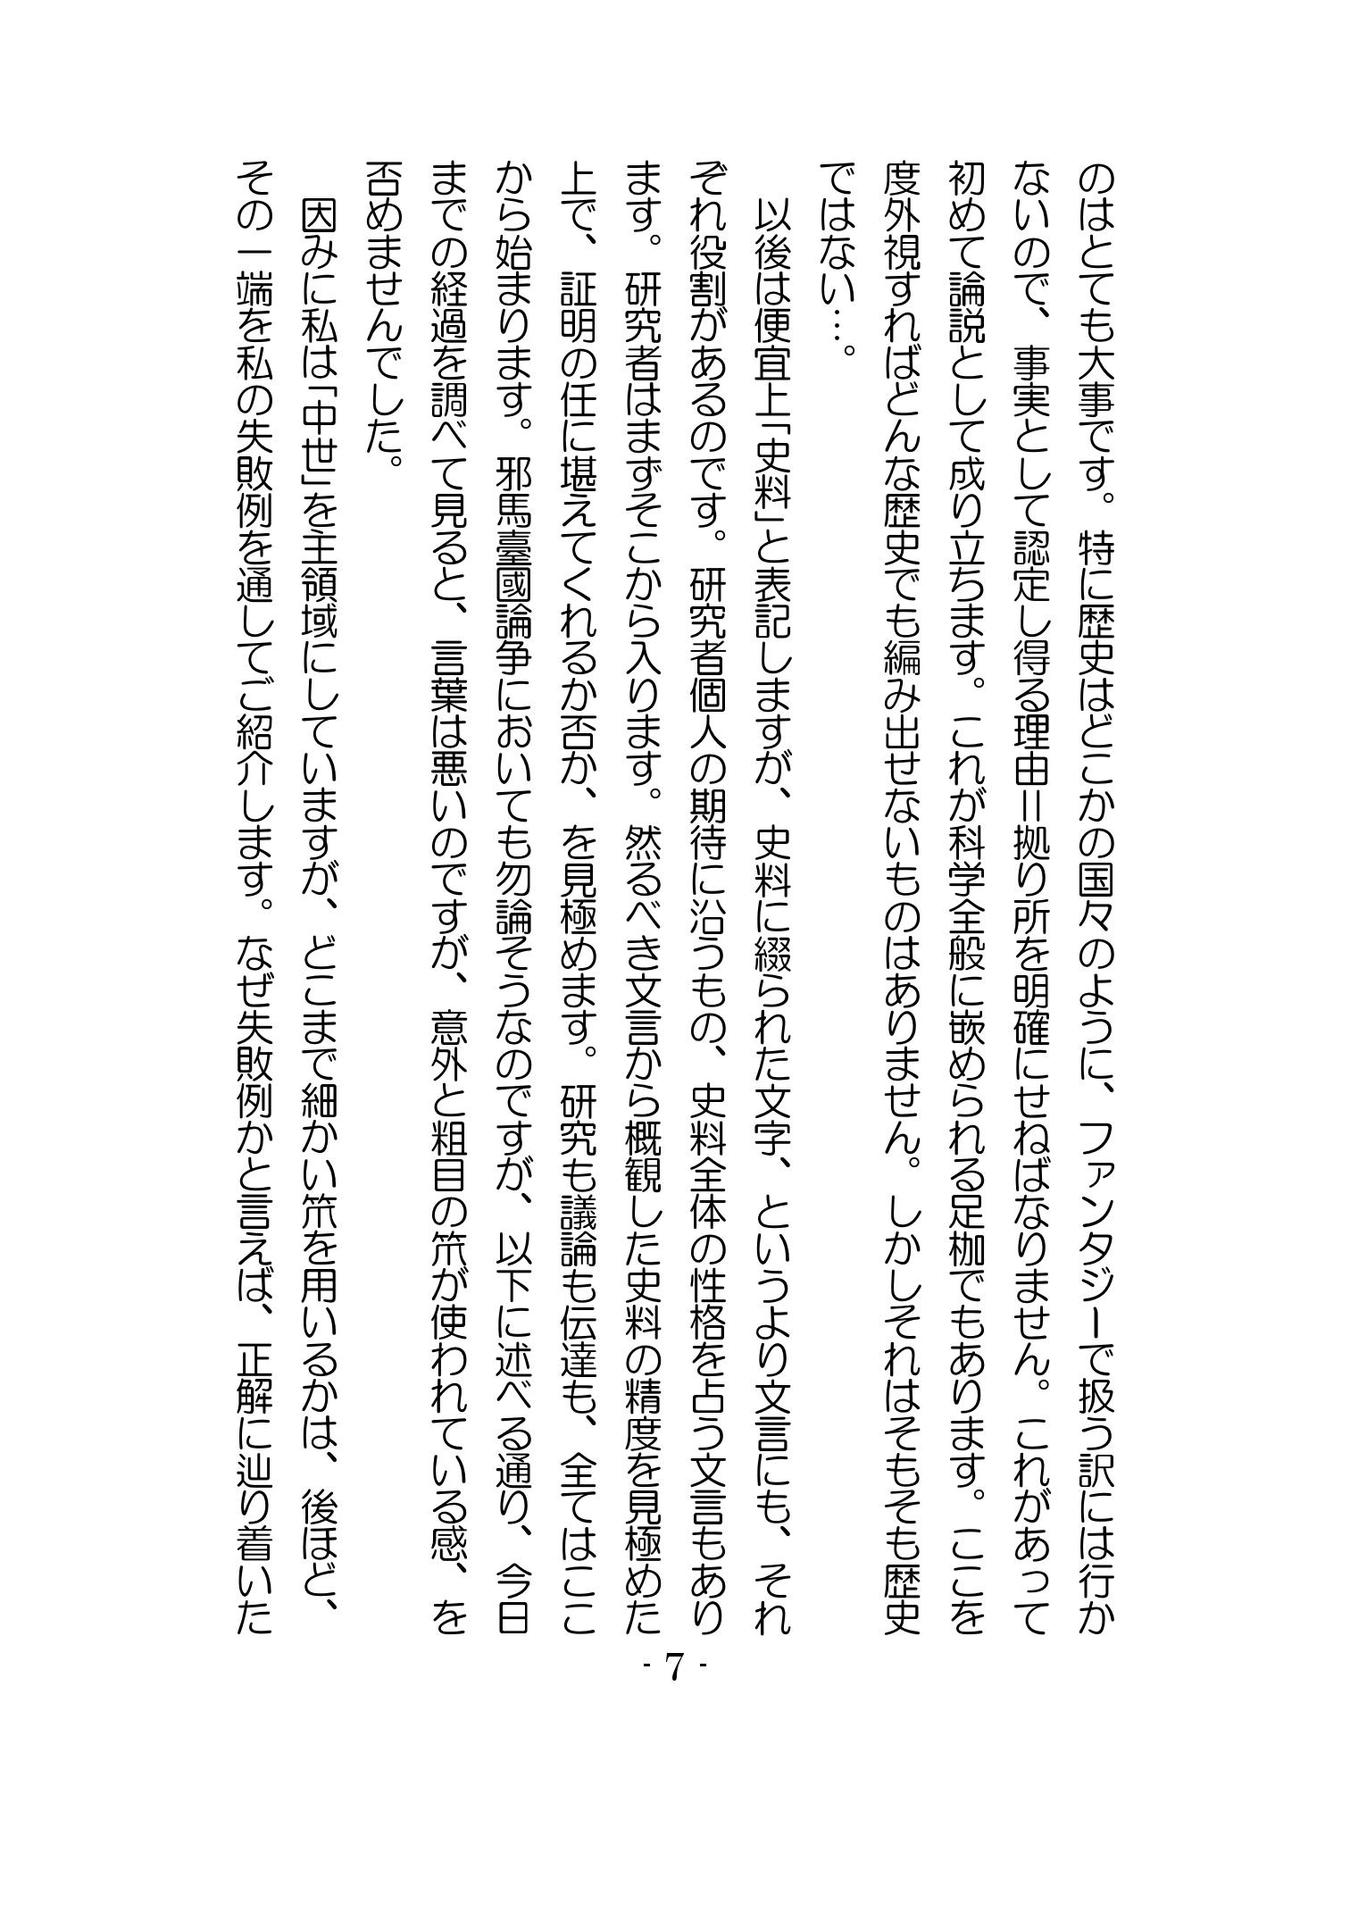 のはとても大事です。特に歴史はどこかの国々のように、ファンタジーで扱う訳には行か
ないので、事実として認定し得る理由＝拠り所を明確にせねばなりません。これがあって
初めて論説として成り立ちます。これが科学全般に嵌められる足枷でもあります。ここを
度外視すればどんな歴史でも編み出せないものはありません。しかしそれはそもそも歴史
ではない…。
以後は便宜上「史料」と表記しますが、史料に綴られた文字、というより文言にも、それ
ぞれ役割があるのです。研究者個人の期待に沿うもの、史料全体の性格を占う文言もあり
ます。研究者はまずそこから入ります。然るべき文言から概観した史料の精度を見極めた
上で、証明の任に堪えてくれるか否か、を見極めます。研究も議論も伝達も、全てはここ
から始まります。邪馬臺國論争においても勿論そうなのですが、以下に述べる通り、今日
までの経過を調べて見ると、言葉は悪いのですが、意外と粗目の笊が使われている感、を
否めませんでした。
因みに私は「中世」を主領域にしていますが、どこまで細かい笊を用いるかは、後ほど、
その一端を私の失敗例を通してご紹介します。なぜ失敗例かと言えば、正解に辿り着いた
- 7 -